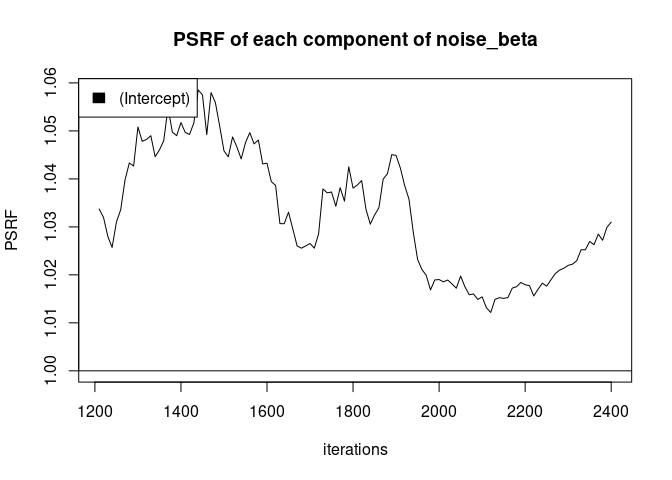 PSRF of each component of noise_beta
(Intercept)
PSRF
1.06
1.05
1.04
1.03
1.02
1.01
1.00
1200 1400 1600 1800 2000 2200 2400
iterations